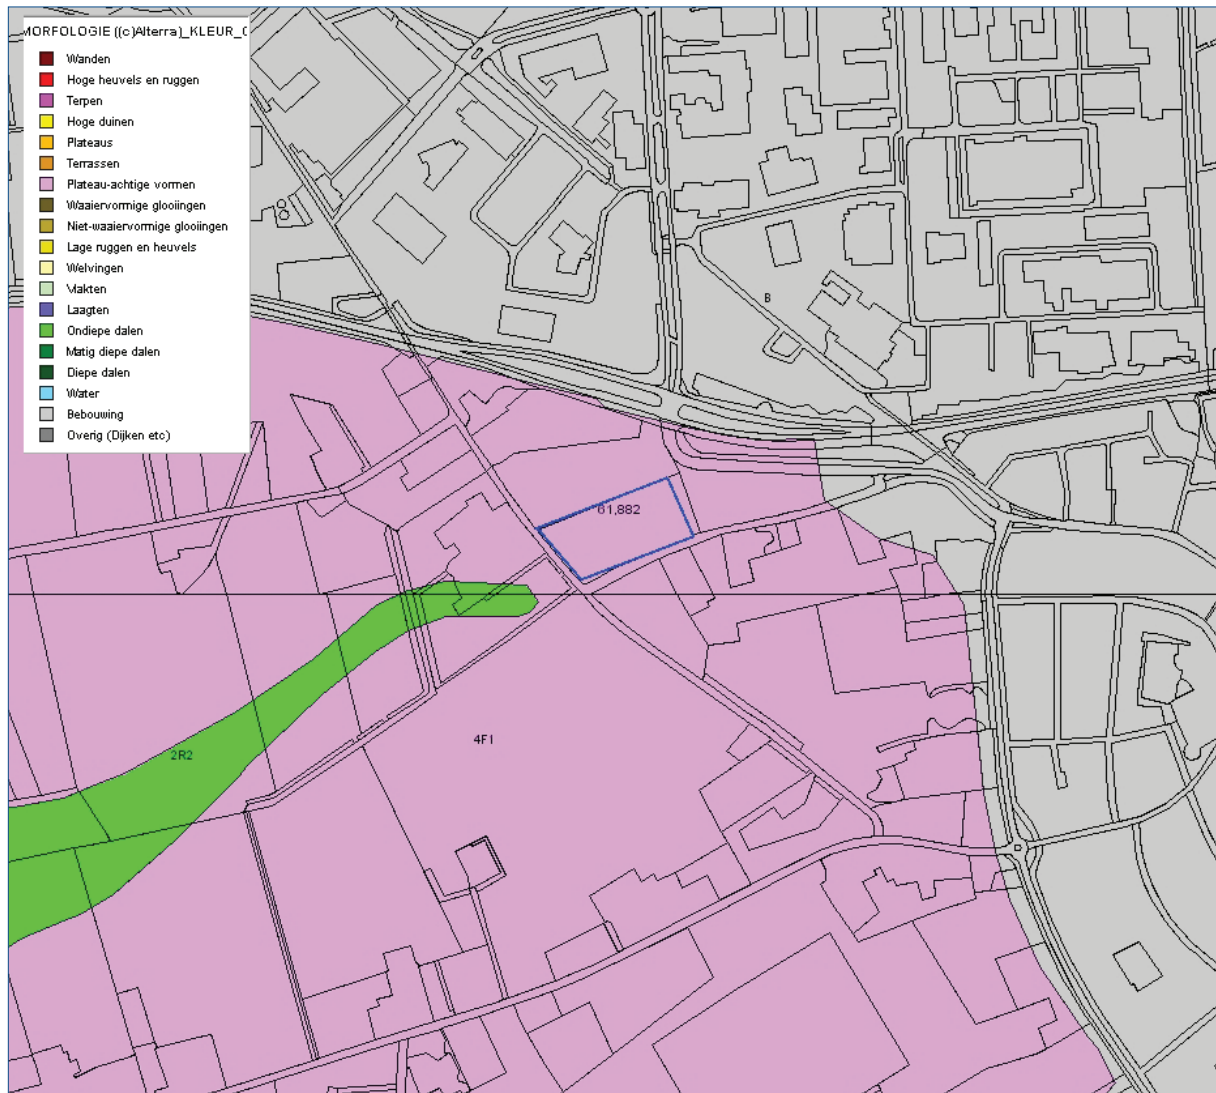 MORFOLOGIE ((c)Alterra)_KLEUR_0
Wanden
Hoge heuvels en ruggen
Terpen
Hoge duinen
Plateaus
Terrassen
Plateau-achtige vormen
Waaiervormige glooiingen
Niet-waaiervormige glooiingen
Lage ruggen en heuvels
Welvingen
Vlakten
Laagten
Ondiepe dalen
Matig diepe dalen
Diepe dalen
Water
Bebouwing
Overig (Dijken etc)
B
61,882
4F1
2R2